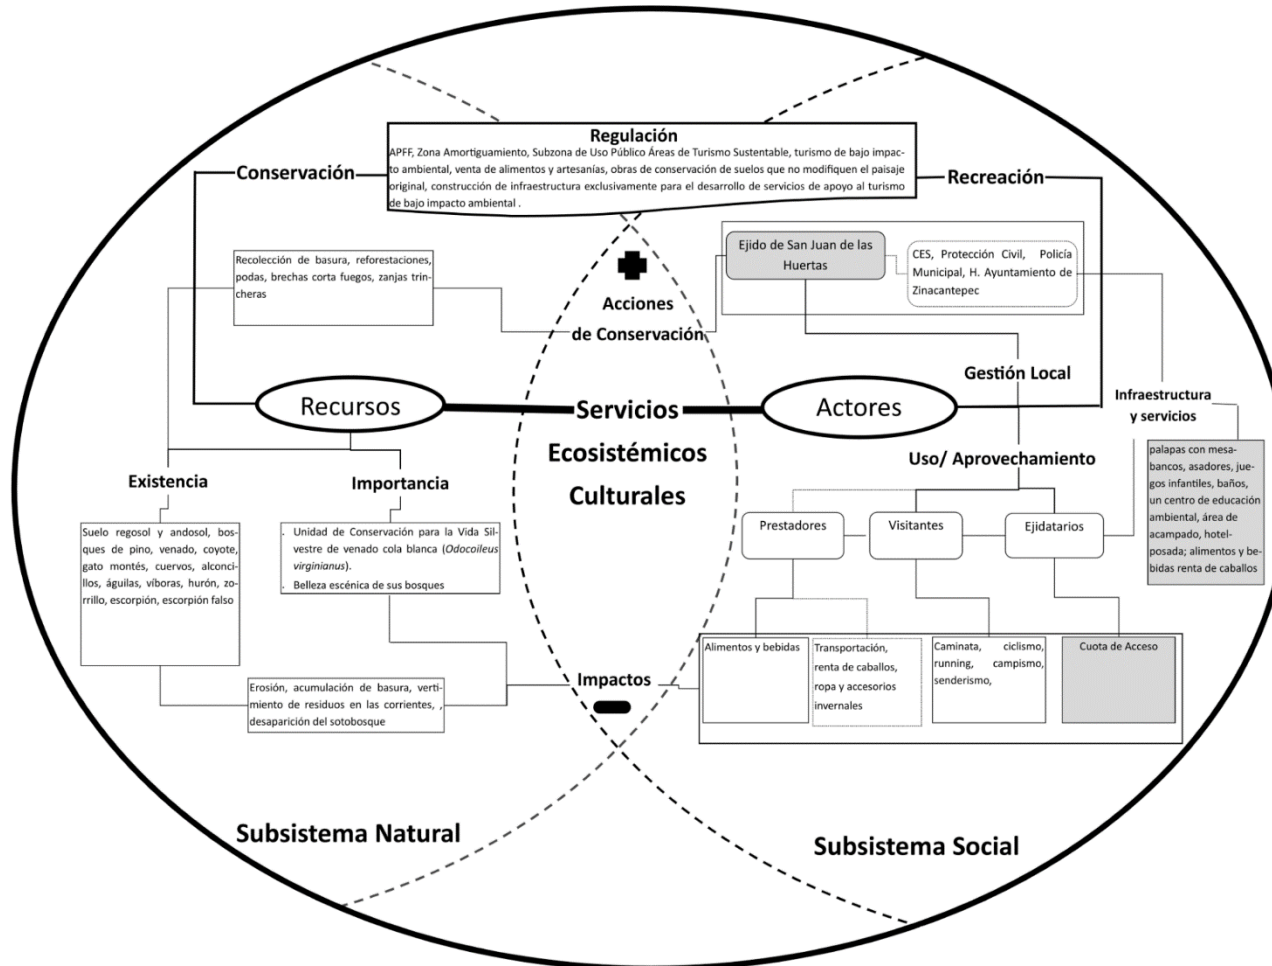 Regulación
APFF, Zona Amortiguamiento, Subzona de Uso Público Áreas de Turismo Sustentable, turismo de bajo impac-
to ambiental, venta de alimentos y artesanías, obras de conservación de suelos que no modifiquen el paisaje
original, construcción de infraestructura exclusivamente para el desarrollo de servicios de apoyo al turismo
de bajo impacto ambiental .
Conservación
Recreación
Recolección de basura, reforestaciones,
podas, brechas corta fuegos, zanjas trin-
cheras
Acciones
de Conservación
Ejido de San Juan de las
Huertas
CES, Protección Civil, Policía
Municipal, H. Ayuntamiento de
Zinacantepec
Gestión Local
Recursos
Servicios
Ecosistémicos
Culturales
Actores
Infraestructura
y servicios
palapas con mesa-
bancos, asadores, jue-
gos infantiles, baños,
un centro de educación
ambiental, área de
acampado, hotel-
posada; alimentos y be-
bidas renta de caballos
Uso/ Aprovechamiento
Existencia
Importancia
Suelo regosol y andosol, bos-
ques de pino, venado, coyote,
gato montés, cuervos, alconci-
llos, águilas, víboras, hurón, zo-
rrillo, escorpión, escorpión falso
. Unidad de Conservación para la Vida Sil-
vestre de venado cola blanca (Odocoileus
virginianus).
. Belleza escénica de sus bosques
Prestadores
Visitantes
Ejidatarios
Alimentos y bebidas
Transportación,
renta de caballos,
ropa y accesorios
invernales
Caminata, ciclismo,
running, campismo,
senderismo,
Cuota de Acceso
Impactos
Erosión, acumulación de basura, verti-
miento de residuos en las corrientes, ,
desaparición del sotobosque
Subsistema Natural
Subsistema Social